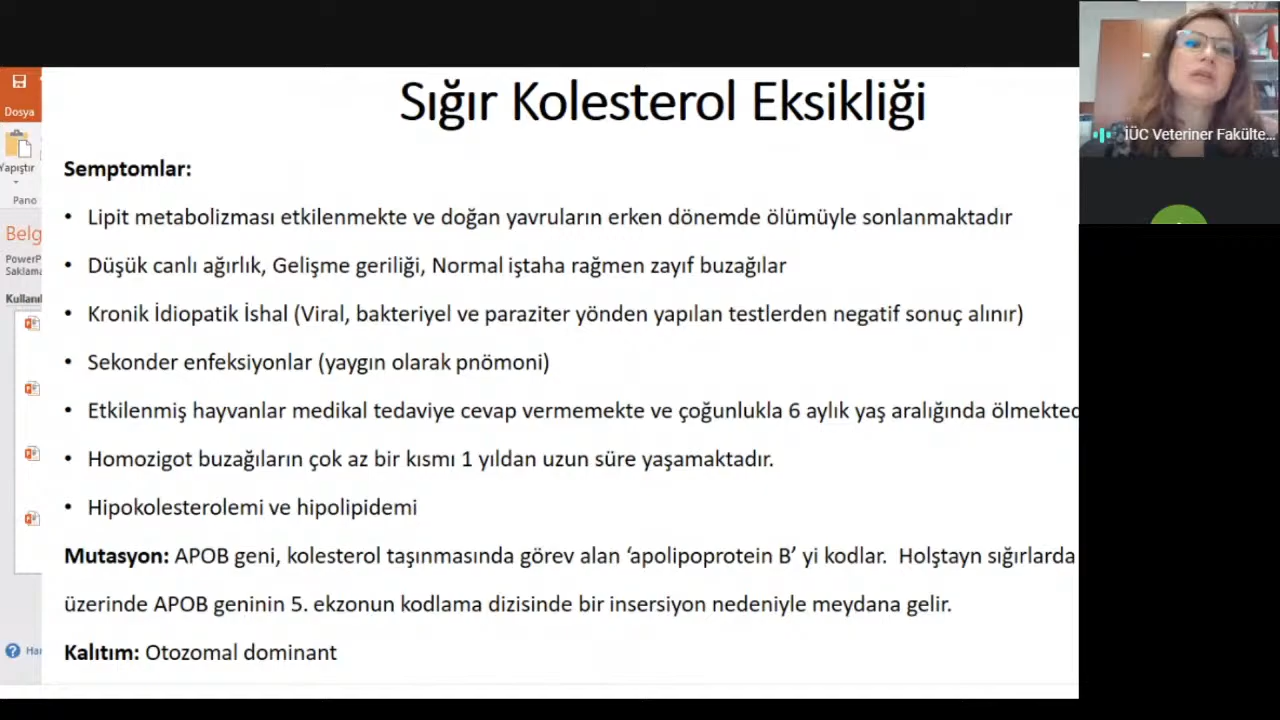 Sığır Kolesterol Eksikliği
Semptomlar:
• Lipit metabolizması etkilenmekte ve doğan yavruların erken dönemde ölümüyle sonlanmaktadır
• Düşük canlı ağırlık, Gelişme geriliği, Normal iştaha rağmen zayıf buzağılar
• Kronik İdiopatik İshal (Viral, bakteriyel ve paraziter yönden yapılan testlerden negatif sonuç alınır)
• Sekonder enfeksiyonlar (yaygın olarak pnömoni)
• Etkilenmiş hayvanlar medikal tedaviye cevap vermemekte ve çoğunlukla 6 aylık yaş aralığında ölmekted
• Homozigot buzağıların çok az bir kısmı 1 yıldan uzun süre yaşamaktadır.
• Hipokolesterolemi ve hipolipidemi
Mutasyon: APOB geni, kolesterol taşınmasında görev alan ‘apolipoprotein B’ yi kodlar. Holştayn sığırlarda
üzerinde APOB geninin 5. ekzonun kodlama dizisinde bir insersiyon nedeniyle meydana gelir.
Kalıtım: Otozomal dominant
Dosya
Yapıştır
Pano
Belg
PowerP
Saklama
Kullanıl
Har
İÜC Veteriner Fakülte...